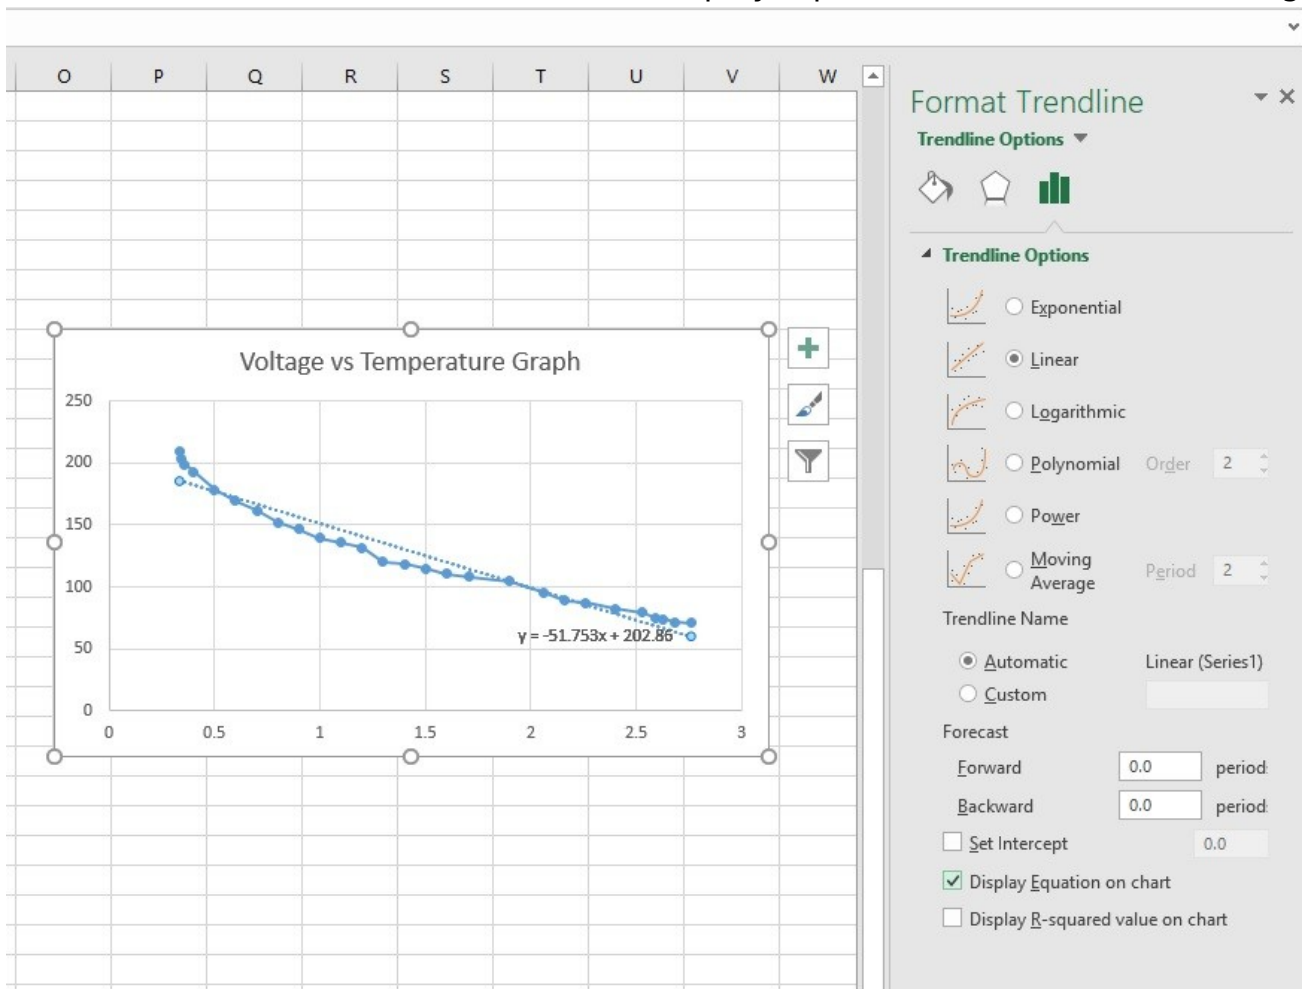 O P Q R S T U V W
Format Trendline
Trendline Options
Trendline Options
Exponential
Linear
Logarithmic
Polynomial Order 2
Power
Moving
Average Period 2
Trendline Name
Automatic Linear (Series1)
Custom
Forecast
Forward 0.0 period
Backward 0.0 period
Set Intercept 0.0
Display Equation on chart
Display R-squared value on chart
Voltage vs Temperature Graph
250
200
150
100
50
0
y = -51.753x + 202.86
0 0.5 1 1.5 2 2.5 3